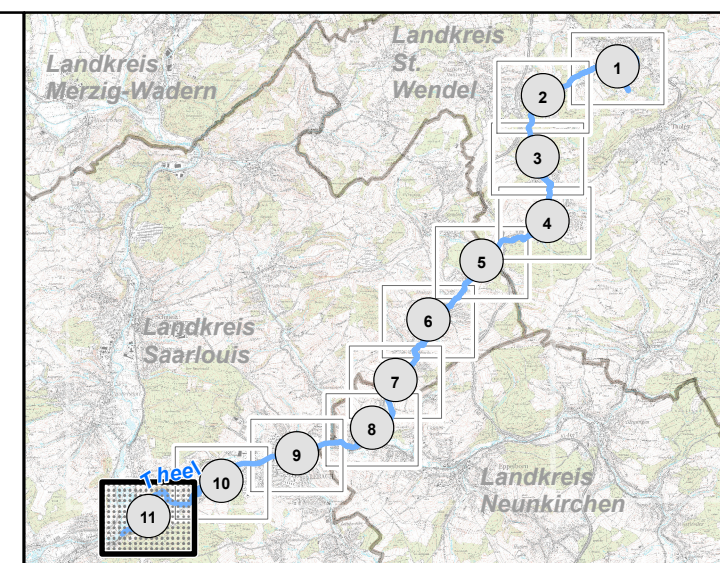 Landkreis
St.
Wendel
Landkreis
Merzig-Wadern
1
2
3
4
5
6
Landkreis
Saarlouis
7
8
9
Theel
10
Landkreis
Neunkirchen
11